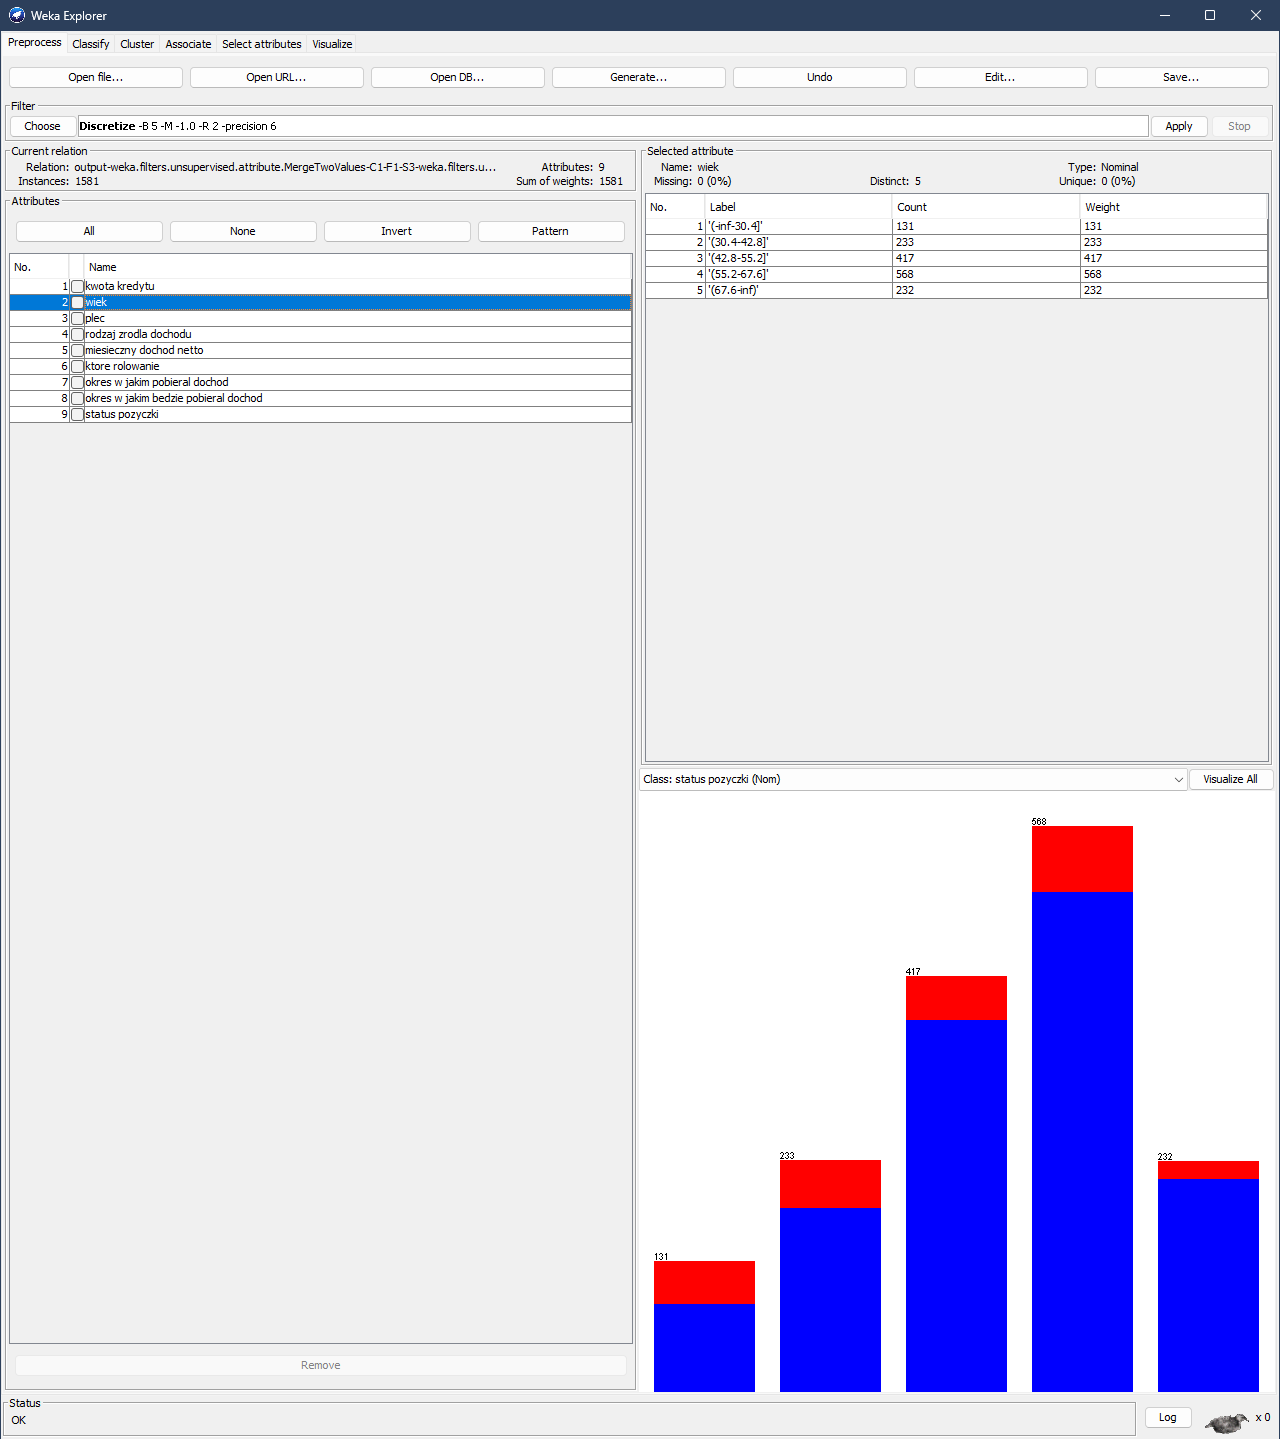 Weka Explorer
Preprocess Classify Cluster Associate Select attributes Visualize
Open file... Open URL... Open DB... Generate... Undo Edit... Save...
Filter
Choose Discretize -B 5 -M -1.0 -R 2 -precision 6 Apply Stop
Current relation
Relation: output-weka.filters.unsupervised.attribute.MergeTwoValues-C1-F1-S3-weka.filters.u... Attributes: 9
Instances: 1581 Sum of weights: 1581
Attributes
All None Invert Pattern
No. Name
1 kwota kredytu
2 wiek
3 plec
4 rodzaj zrodla dochodu
5 miesieczny dochod netto
6 ktore rolowanie
7 okres w jakim pobieral dochod
8 okres w jakim bedzie pobieral dochod
9 status pozyczki
Remove
Selected attribute
Name: wiek Type: Nominal
Missing: 0 (0%) Distinct: 5 Unique: 0 (0%)
No. Label Count Weight
1 '(-inf-30.4]' 131 131
2 '(30.4-42.8]' 233 233
3 '(42.8-55.2]' 417 417
4 '(55.2-67.6]' 568 568
5 '(67.6-inf)' 232 232
Class: status pozyczki (Nom) Visualize All
568
417
233
232
131
Status
OK
Log x 0